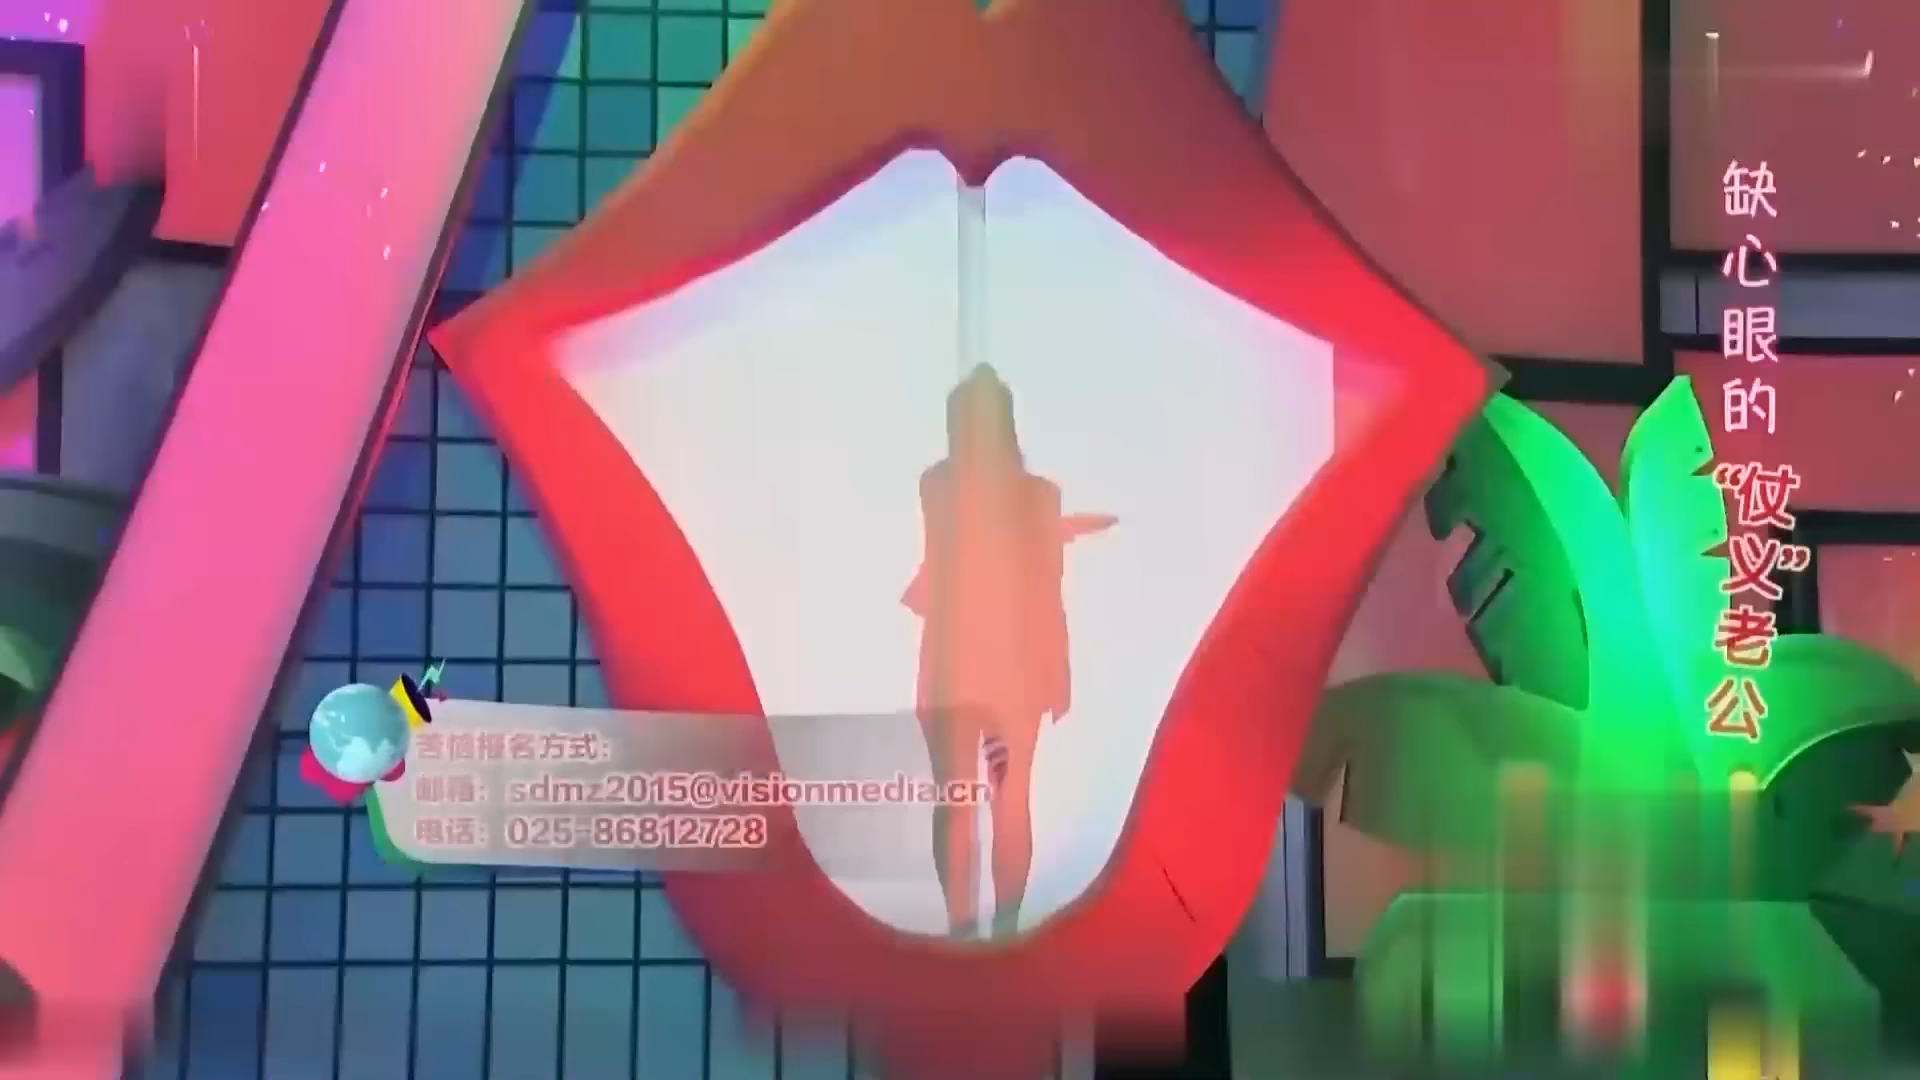 缺心眼的“仗义”老公
苦情报名方式：
邮箱：sdmz2015@visionmedia.cn
电话：025-86812728